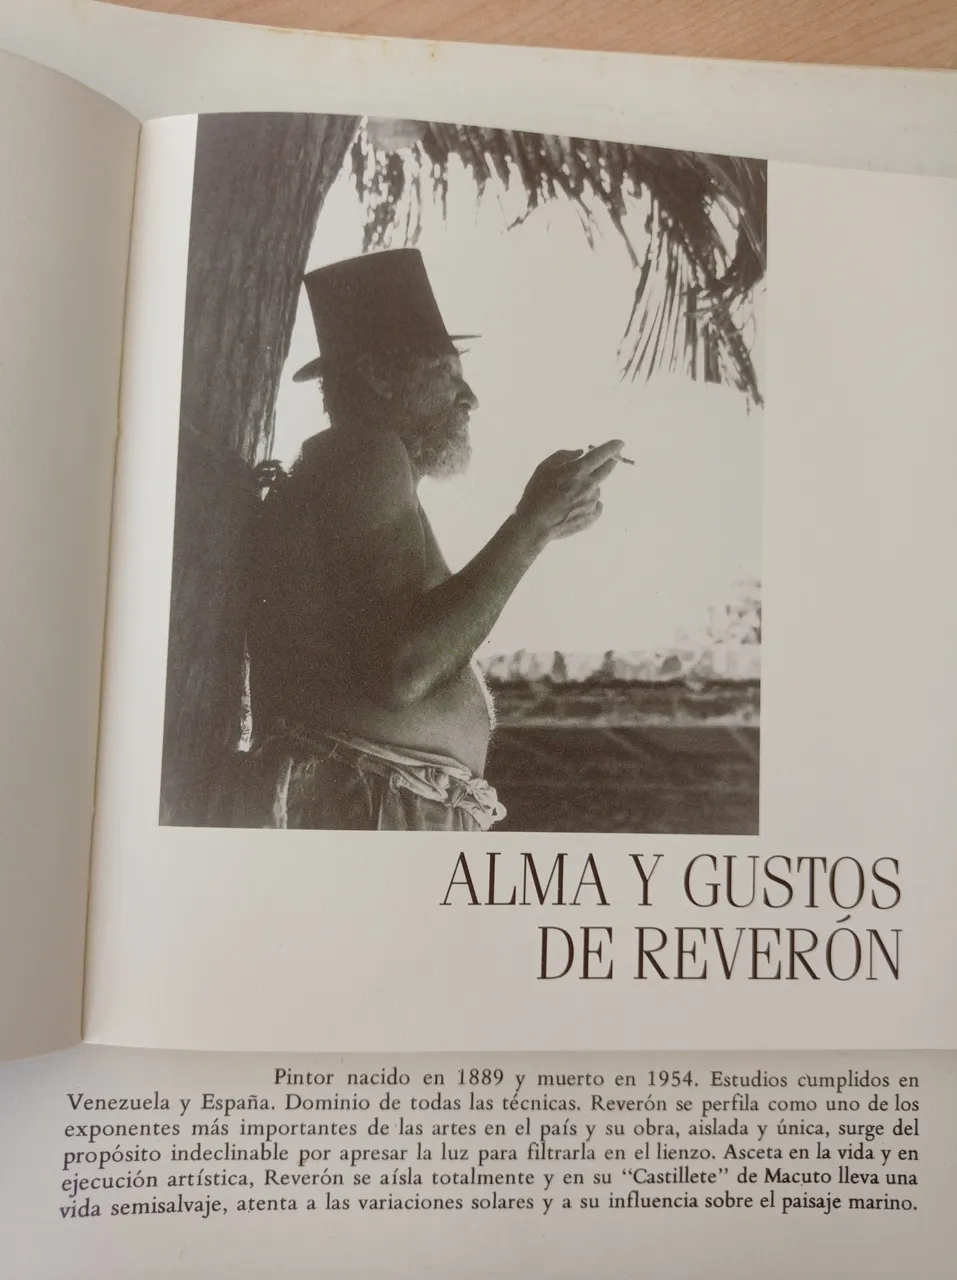 ALMA Y GUSTOS
DE REVERÓN
Pintor nacido en 1889 y muerto en 1954. Estudios cumplidos en
Venezuela y España. Dominio de todas las técnicas. Reverón se perfila como uno de los
exponentes más importantes de las artes en el país y su obra, aislada y única, surge del
propósito indeclinable por apresar la luz para filtrarla en el lienzo. Asceta en la vida y en
ejecución artística, Reverón se aísla totalmente y en su “Castillete” de Macuto lleva una
vida semisalvaje, atenta a las variaciones solares y a su influencia sobre el paisaje marino.